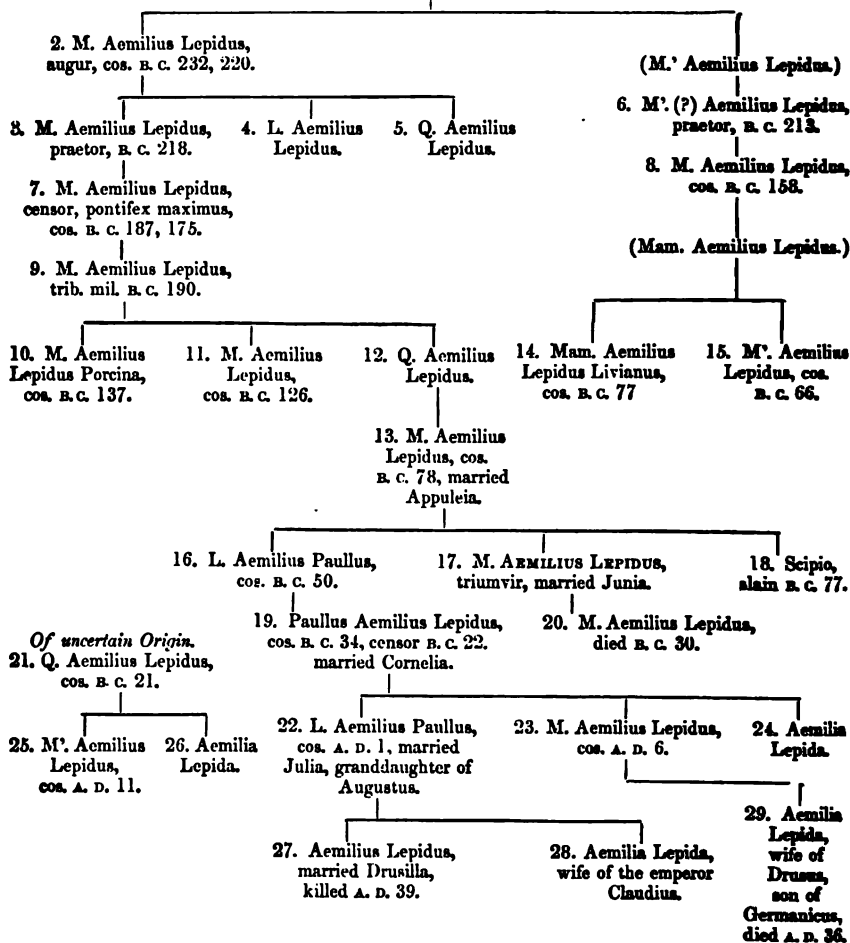 2. M. Aemilius Lepidus,
augur, cos. B. C. 232, 220.
(M.' Aemilius Lepidus.)
3. M. Aemilius Lepidus,
praetor, B. C. 218.
4. L. Aemilius
Lepidus.
5. Q. Aemilius
Lepidus.
6. M'. (?) Aemilius Lepidus,
praetor, B. C. 213.
7. M. Aemilius Lepidus,
censor, pontifex maximus,
cos. B. C. 187, 175.
8. M. Aemilius Lepidus,
cos. B. C. 158.
9. M. Aemilius Lepidus,
trib. mil. B. C. 190.
(Mam. Aemilius Lepidus.)
10. M. Aemilius
Lepidus Porcina,
cos. B. C. 137.
11. M. Aemilius
Lepidus,
cos. B. C. 126.
12. Q. Aemilius
Lepidus.
14. Mam. Aemilius
Lepidus Livianus,
cos. B. C. 77
15. M'. Aemilius
Lepidus, cos.
B. C. 66.
13. M. Aemilius
Lepidus, cos.
B. C. 78, married
Appuleia.
16. L. Aemilius Paullus,
cos. B. C. 50.
17. M. AEMILIUS LEPIDUS,
triumvir, married Junia.
18. Scipio,
slain B. C. 77.
19. Paullus Aemilius Lepidus,
cos. B. C. 34, censor B. C. 22.
married Cornelia.
20. M. Aemilius Lepidus,
died B. C. 30.
Of uncertain Origin.
21. Q. Aemilius Lepidus,
cos. B. C. 21.
22. L. Aemilius Paullus,
cos. A. D. 1, married
Julia, granddaughter of
Augustus.
23. M. Aemilius Lepidus,
cos. A. D. 6.
24. Aemilia
Lepida.
25. M'. Aemilius
Lepidus,
cos. A. D. 11.
26. Aemilia
Lepida.
27. Aemilius Lepidus,
married Drusilla,
killed A. D. 39.
28. Aemilia Lepida,
wife of the emperor
Claudius.
29. Aemilia
Lepida,
wife of
Drusus,
son of
Germanicus,
died A. D. 36.